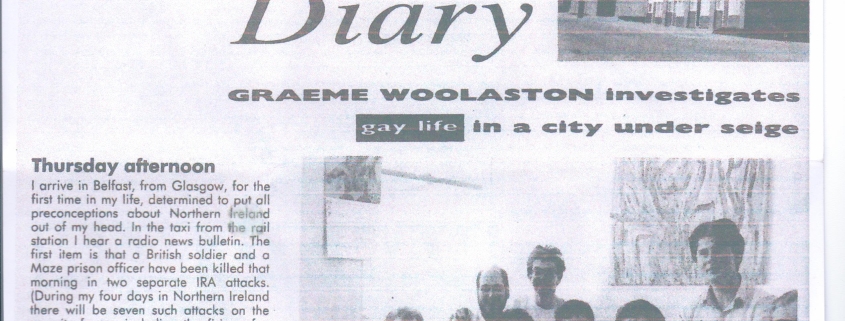 Diary
GRAEME WOOLASTON investigates
gay life in a city under seige
Thursday afternoon
I arrive in Belfast, from Glasgow, for the
first time in my life, determined to put all
preconceptions about Northern Ireland
out of my head. In the taxi from the rail
station I hear a radio news bulletin. The
first item is that a British soldier and a
Maze prison officer have been killed that
morning in two separate IRA attacks.
(During my four days in Northern Ireland
there will be seven such attacks on the